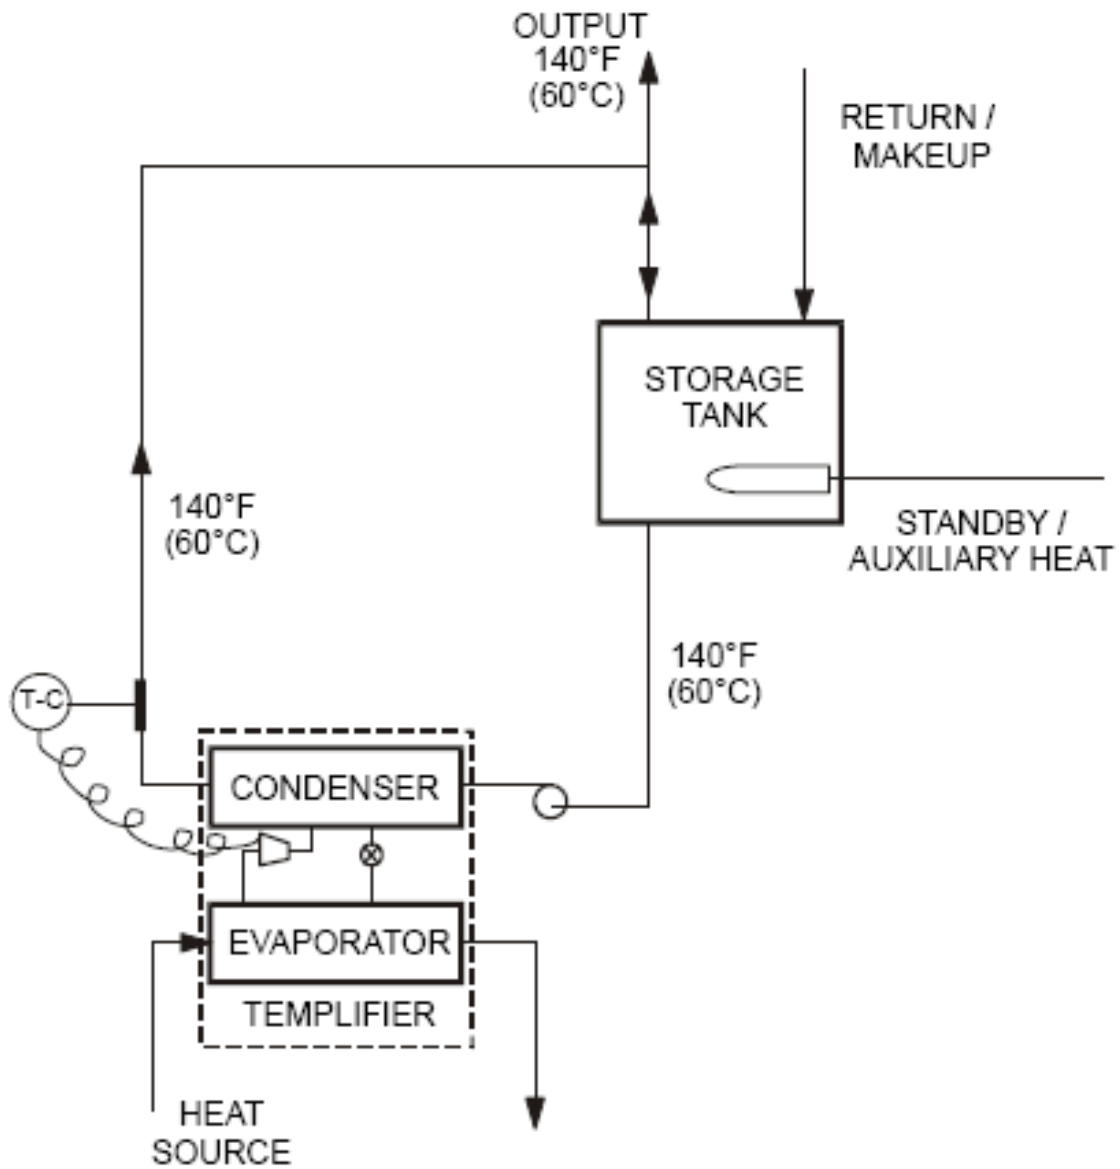 OUTPUT
140°F
(60°C)
RETURN /
MAKEUP
STORAGE
TANK
140°F
(60°C)
STANDBY /
AUXILIARY HEAT
140°F
(60°C)
T-C
CONDENSER
EVAPORATOR
TEMPLIFIER
HEAT
SOURCE